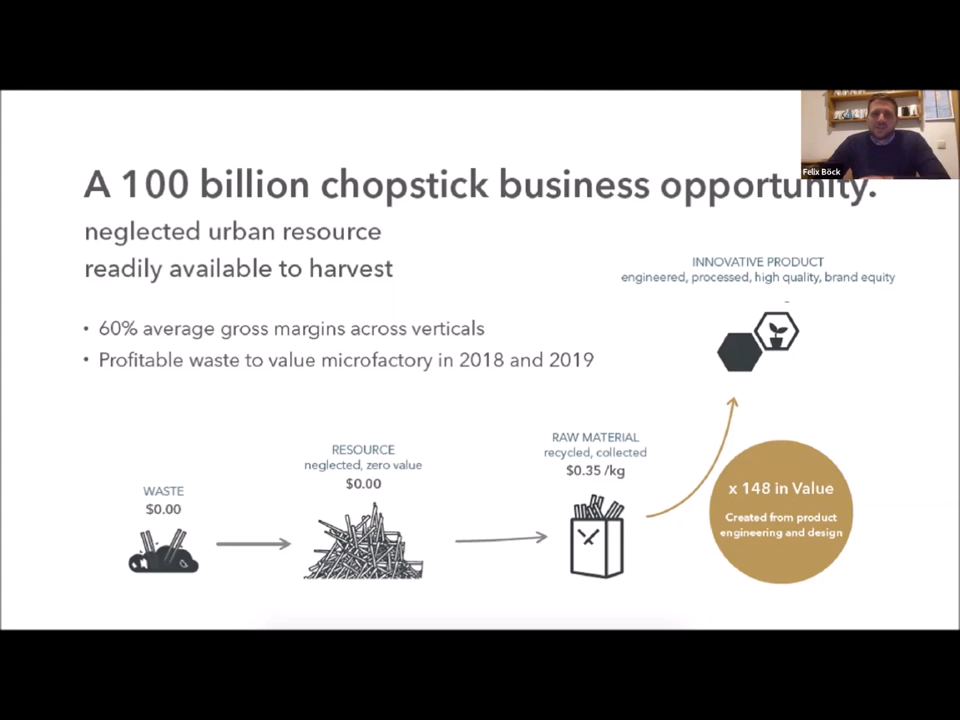 Felix Böck
A 100 billion chopstick business opportunity.
neglected urban resource
readily available to harvest
• 60% average gross margins across verticals
• Profitable waste to value microfactory in 2018 and 2019
INNOVATIVE PRODUCT
engineered, processed, high quality, brand equity
WASTE
$0.00
RESOURCE
neglected, zero value
$0.00
RAW MATERIAL
recycled, collected
$0.35 /kg
x 148 in Value
Created from product
engineering and design